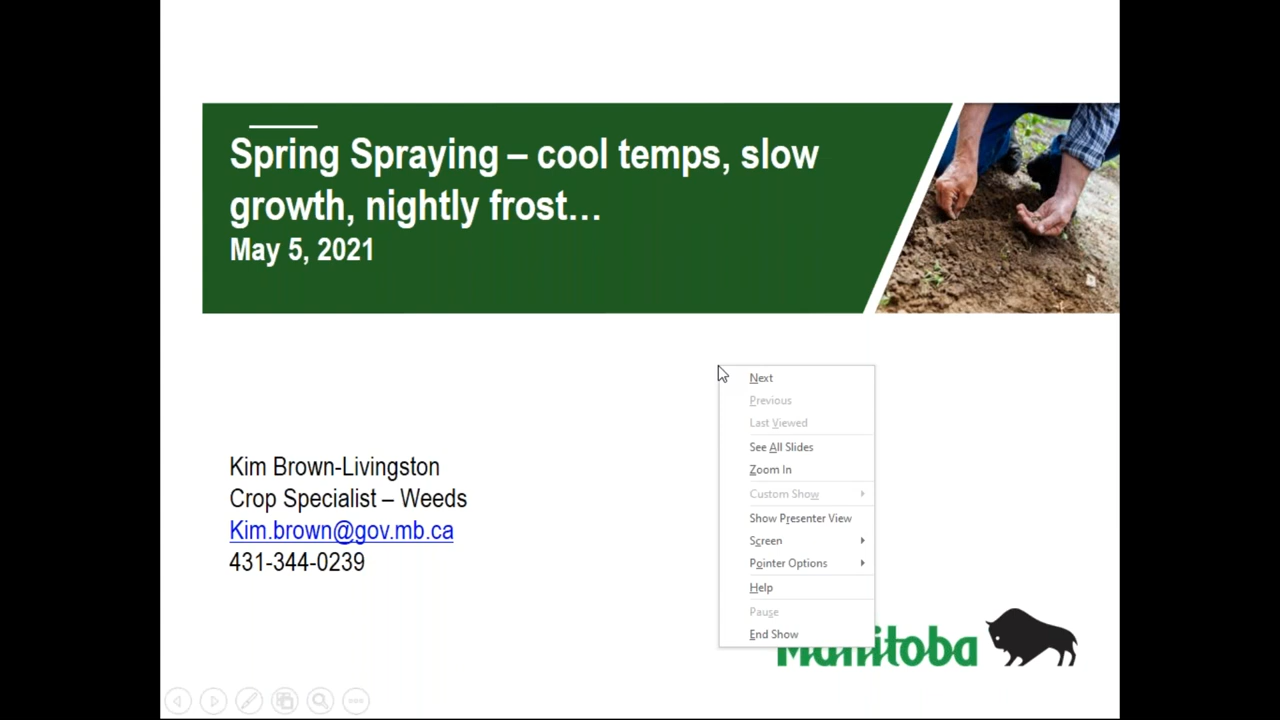 Spring Spraying – cool temps, slow
growth, nightly frost…
May 5, 2021
Kim Brown-Livingston
Crop Specialist – Weeds
Kim.brown@gov.mb.ca
431-344-0239
Next
Previous
Last Viewed
See All Slides
Zoom In
Custom Show
Show Presenter View
Screen
Pointer Options
Help
Pause
End Show
Manitoba